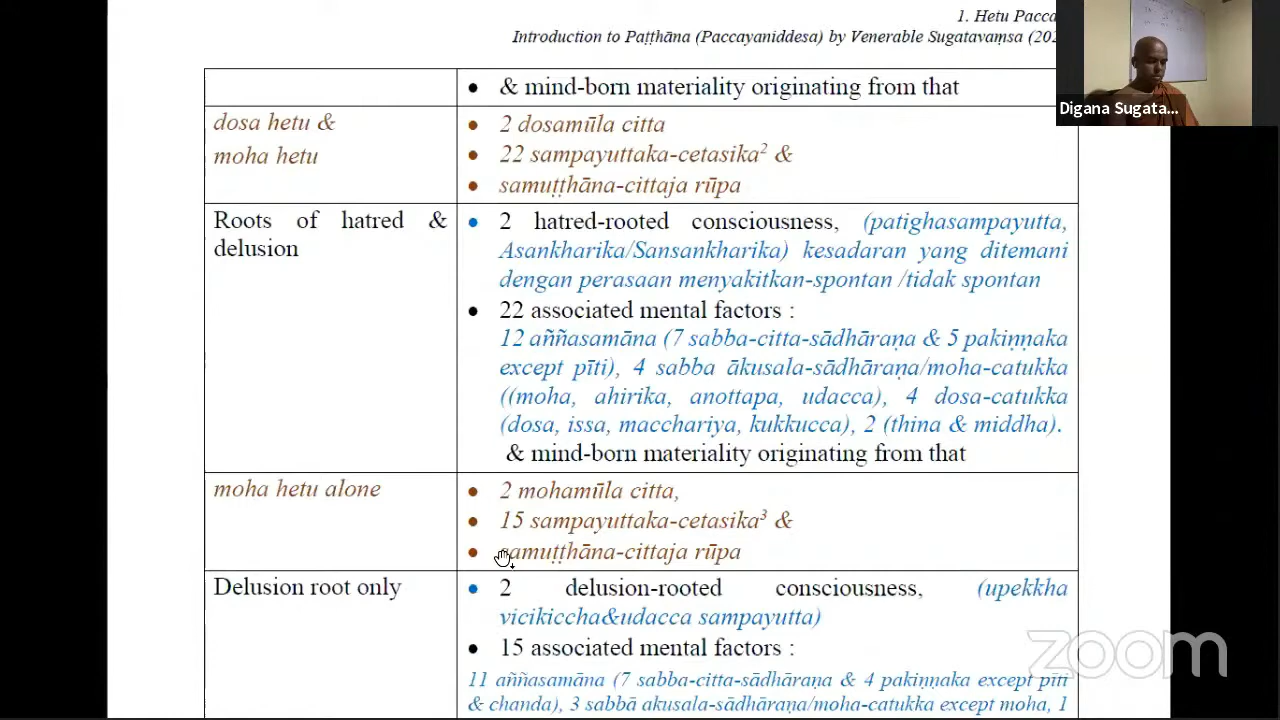 1. Hetu Pacca
Introduction to Paṭṭhāna (Paccayaniddesa) by Venerable Sugatavaṃsa (202
Digana Sugata...
• & mind-born materiality originating from that
dosa hetu &
moha hetu
• 2 dosamūla citta
• 22 sampayuttaka-cetasika² &
• samuṭṭhāna-cittaja rūpa
Roots of hatred &
delusion
• 2 hatred-rooted consciousness, (patighasampayutta,
Asankharika/Sansankharika) kesadaran yang ditemani
dengan perasaan menyakitkan-spontan /tidak spontan
• 22 associated mental factors :
12 aññasamāna (7 sabba-citta-sādhāraṇa & 5 pakiṇṇaka
except pīti), 4 sabba ākusala-sādhāraṇa/moha-catukka
((moha, ahirika, anottapa, udacca), 4 dosa-catukka
(dosa, issa, macchariya, kukkucca), 2 (thina & middha).
& mind-born materiality originating from that
moha hetu alone
• 2 mohamūla citta,
• 15 sampayuttaka-cetasika³ &
• samuṭṭhāna-cittaja rūpa
Delusion root only
• 2 delusion-rooted consciousness, (upekkha
vicikiccha&udacca sampayutta)
• 15 associated mental factors :
11 aññasamāna (7 sabba-citta-sādhāraṇa & 4 pakiṇṇaka except pīti
& chanda), 3 sabbā akusala-sādhāraṇa/moha-catukka except moha, 1
zoom